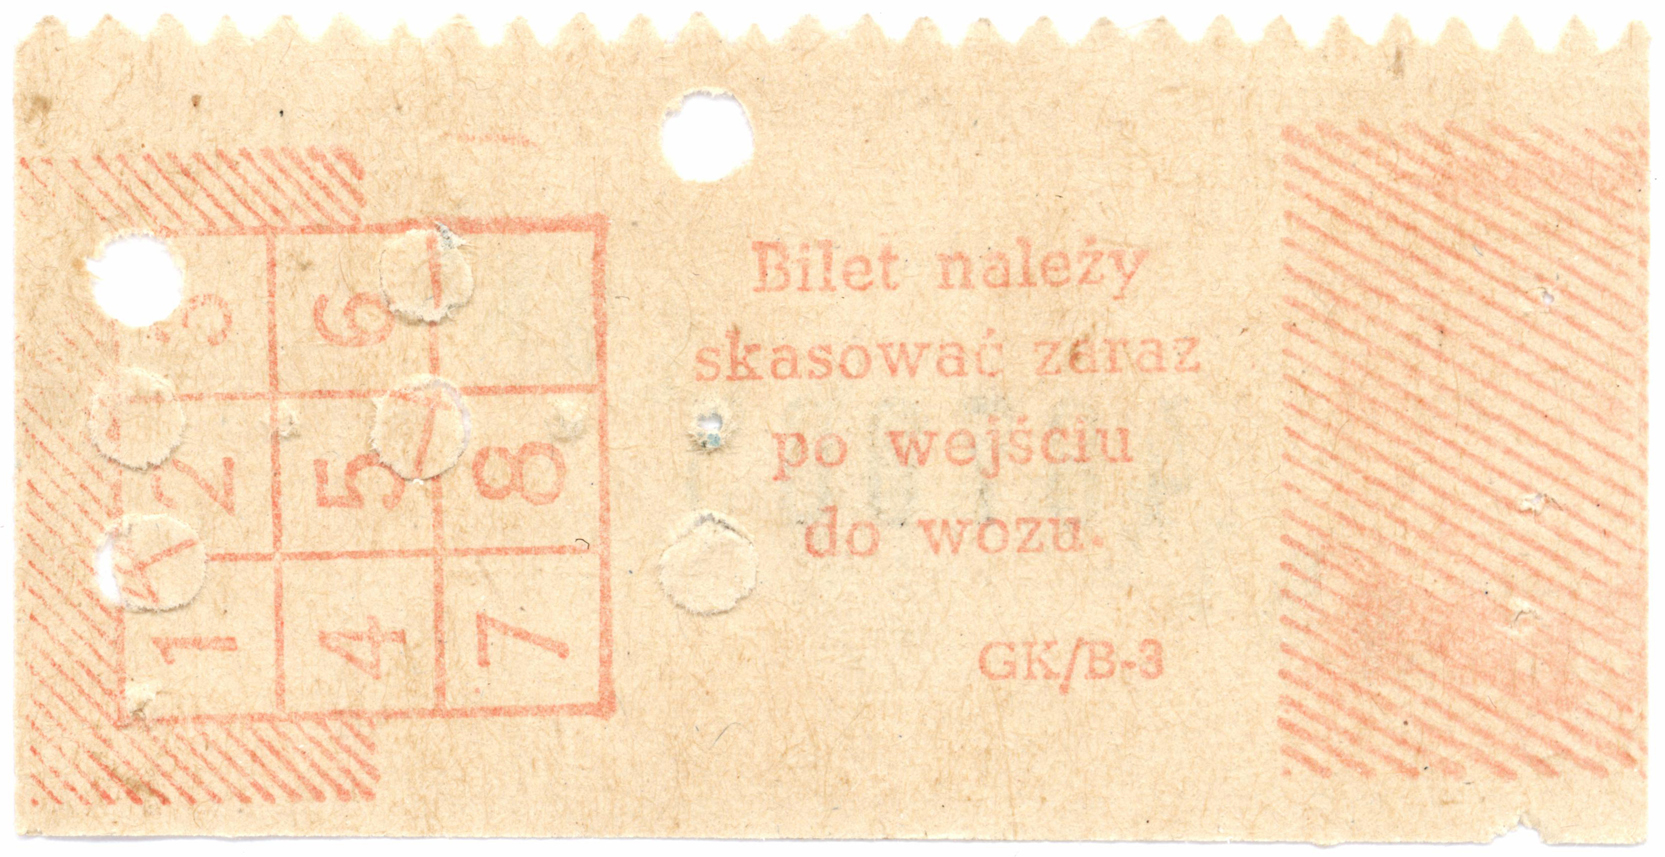 3 6
2 5 8
1 4 7
Bilet należy
skasować zaraz
po wejściu
do wozu.
GK/B-3